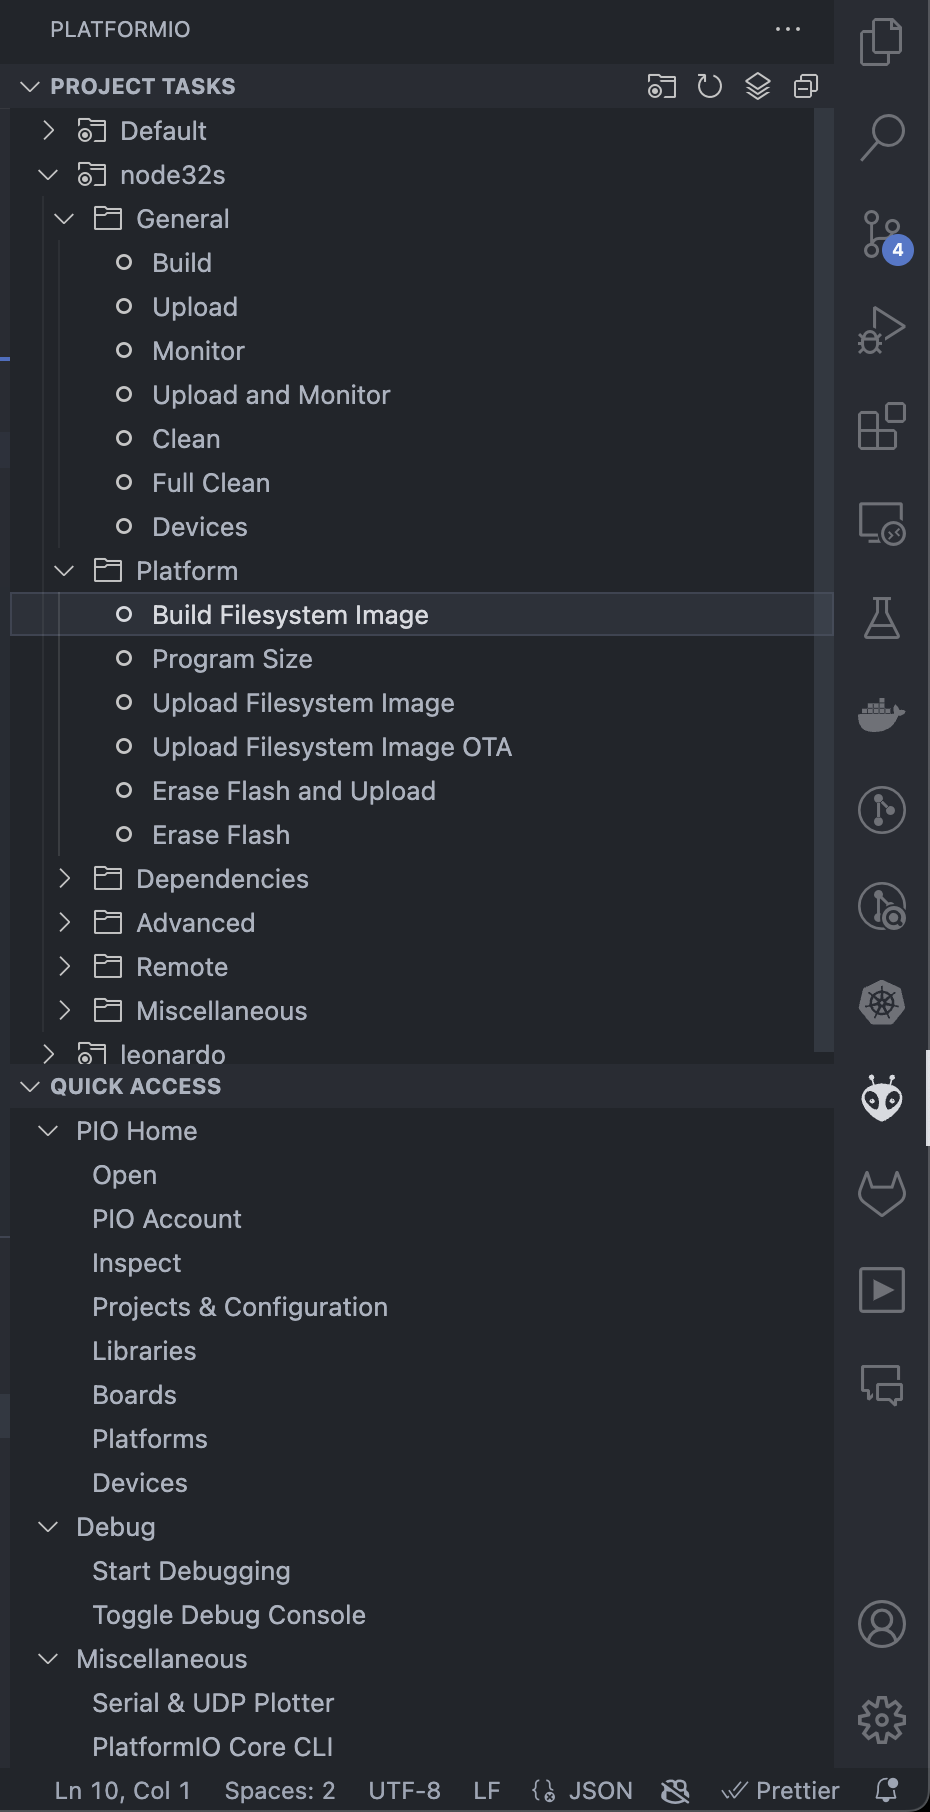 PLATFORMIO
PROJECT TASKS
Default
node32s
General
Build
Upload
Monitor
Upload and Monitor
Clean
Full Clean
Devices
Platform
Build Filesystem Image
Program Size
Upload Filesystem Image
Upload Filesystem Image OTA
Erase Flash and Upload
Erase Flash
Dependencies
Advanced
Remote
Miscellaneous
leonardo
QUICK ACCESS
PIO Home
Open
PIO Account
Inspect
Projects & Configuration
Libraries
Boards
Platforms
Devices
Debug
Start Debugging
Toggle Debug Console
Miscellaneous
Serial & UDP Plotter
PlatformIO Core CLI
4
Ln 10, Col 1 Spaces: 2 UTF-8 LF JSON Prettier